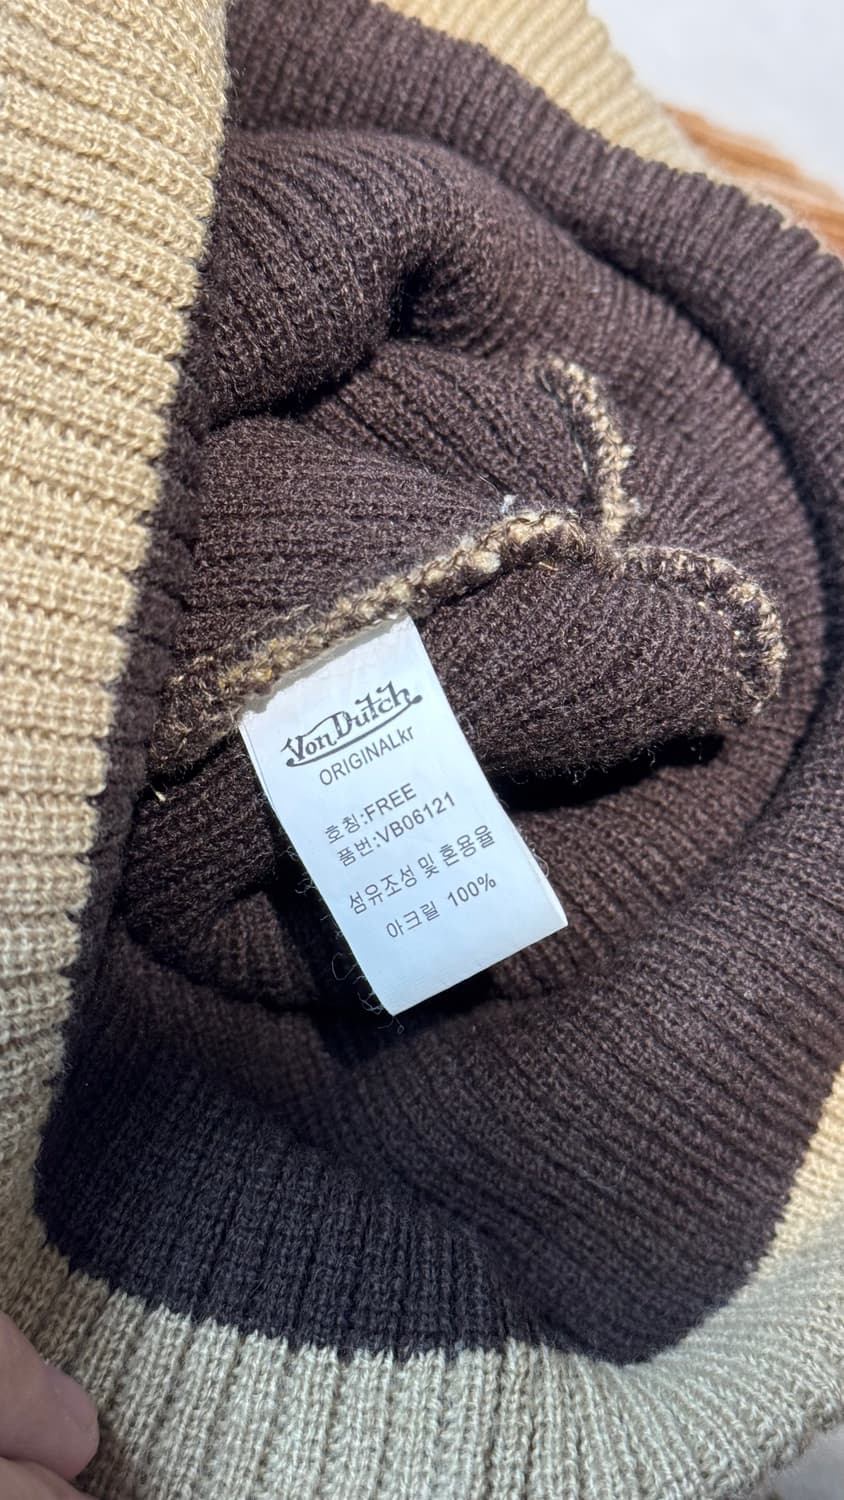 Von Dutch
ORIGINALkr
호칭:FREE
품번:VB06121
섬유조성 및 혼용율
아크릴 100%